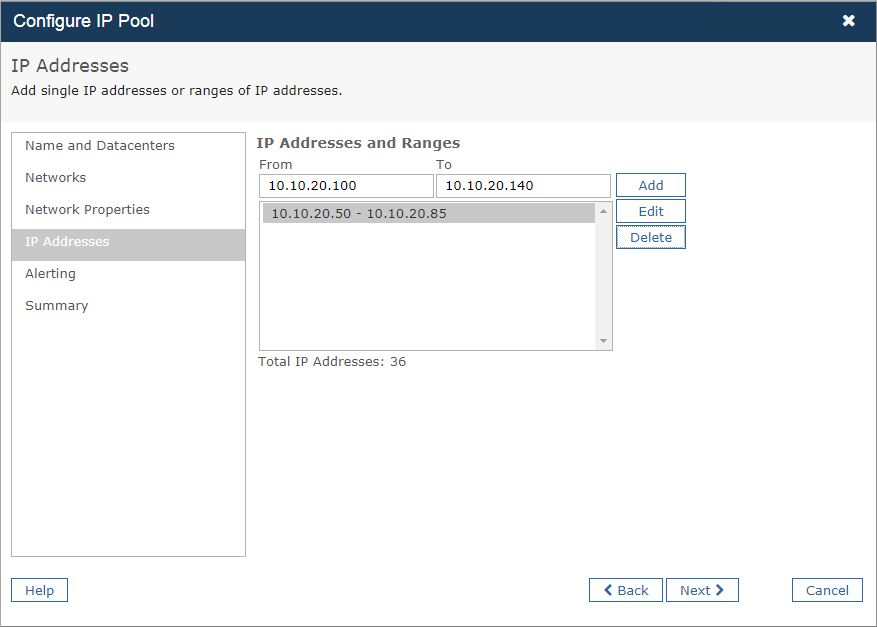 Configure IP Pool
IP Addresses
Add single IP addresses or ranges of IP addresses.
Name and Datacenters
Networks
Network Properties
IP Addresses
Alerting
Summary
IP Addresses and Ranges
From To
10.10.20.100 10.10.20.140 Add
10.10.20.50 - 10.10.20.85 Edit
Delete
Total IP Addresses: 36
Help Back Next Cancel